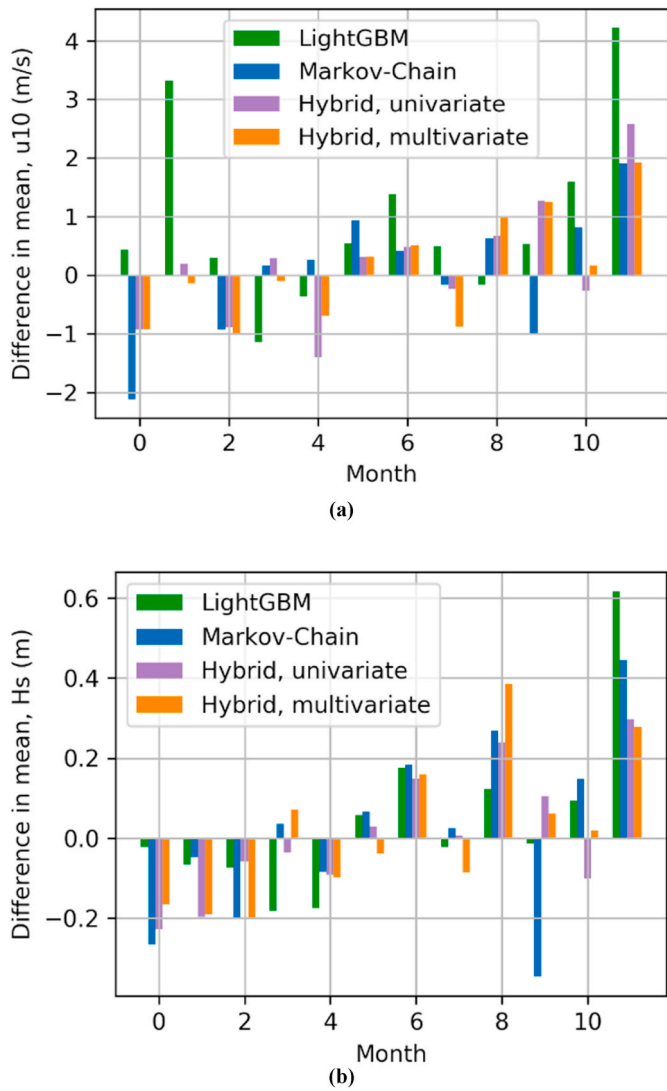 Difference in mean, u10 (m/s)
4
3
2
1
0
−1
−2
LightGBM
Markov-Chain
Hybrid, univariate
Hybrid, multivariate
0 2 4 6 8 10
Month
(a)
Difference in mean, Hs (m)
0.6
0.4
0.2
0.0
−0.2
LightGBM
Markov-Chain
Hybrid, univariate
Hybrid, multivariate
0 2 4 6 8 10
Month
(b)